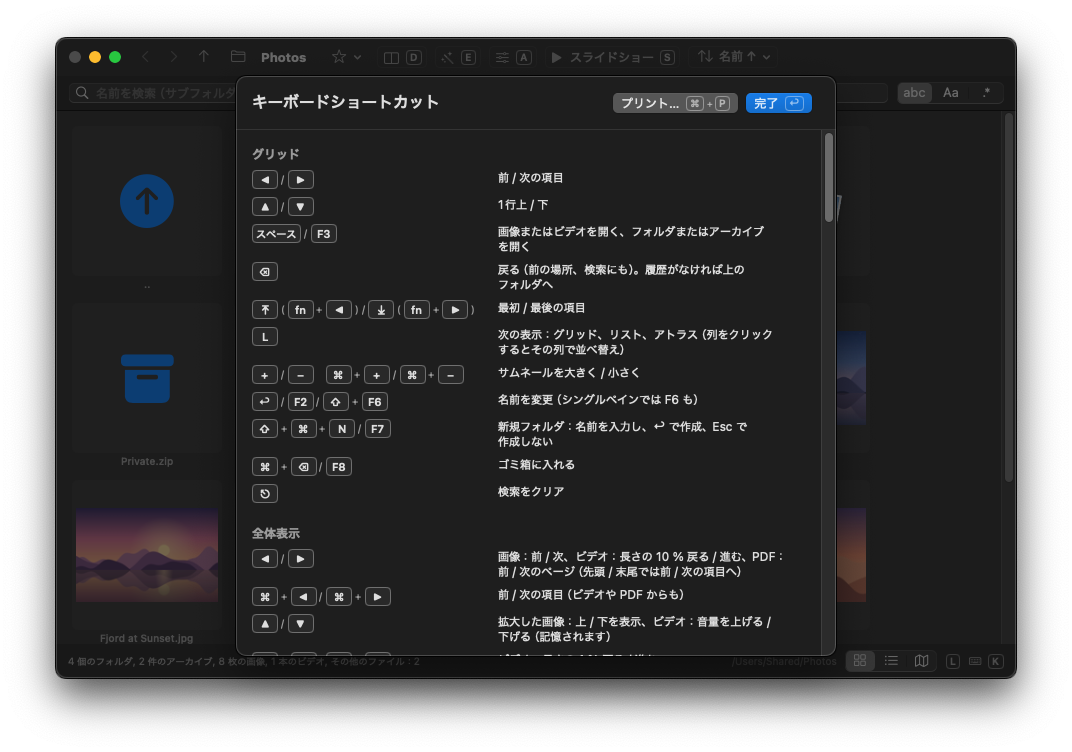 Photos
D
E
A
スライドショー S
名前
名前を検索 (サブフォルダ
abc Aa .*
キーボードショートカット
プリント... ⌘ + P
完了 ↩
グリッド
◀ / ▶ 前 / 次の項目
▲ / ▼ 1行上 / 下
スペース / F3 画像またはビデオを開く、フォルダまたはアーカイブ
を開く
⌫ 戻る (前の場所、検索にも)。履歴がなければ上の
フォルダへ
⤒ ( fn + ◀ ) / ⤓ ( fn + ▶ ) 最初 / 最後の項目
L 次の表示：グリッド、リスト、アトラス (列をクリック
するとその列で並べ替え)
+ / − ⌘ + + / ⌘ + − サムネールを大きく / 小さく
↩ / F2 / ⇧ + F6 名前を変更 (シングルペインでは F6 も)
⇧ + ⌘ + N / F7 新規フォルダ：名前を入力し、↩ で作成、Esc で
作成しない
⌘ + ⌫ / F8 ゴミ箱に入れる
⎋ 検索をクリア
全体表示
◀ / ▶ 画像：前 / 次、ビデオ：長さの 10 % 戻る / 進む、PDF：
前 / 次のページ (先頭 / 末尾では前 / 次の項目へ)
⌘ + ◀ / ⌘ + ▶ 前 / 次の項目 (ビデオや PDF からも)
▲ / ▼ 拡大した画像：上 / 下を表示、ビデオ：音量を上げる /
下げる (記憶されます)
..
Private.zip
Fjord at Sunset.jpg
4 個のフォルダ, 2 件のアーカイブ, 8 枚の画像, 1 本のビデオ, その他のファイル：2
/Users/Shared/Photos
L K